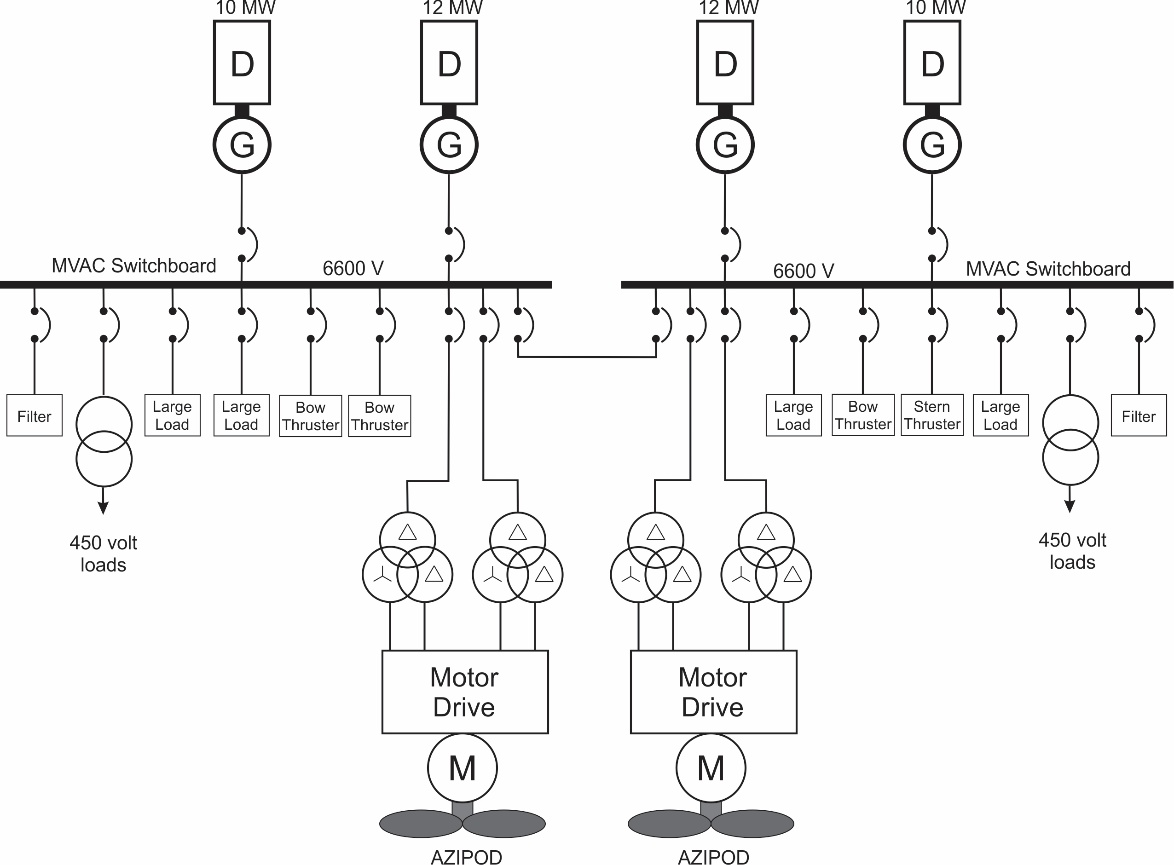 10 MW
12 MW
12 MW
10 MW
D
D
D
D
G
G
G
G
MVAC Switchboard
6600 V
6600 V
MVAC Switchboard
Filter
Large
Load
Large
Load
Bow
Thruster
Bow
Thruster
Large
Load
Bow
Thruster
Stern
Thruster
Large
Load
Filter
450 volt
loads
450 volt
loads
Motor
Drive
Motor
Drive
M
M
AZIPOD
AZIPOD